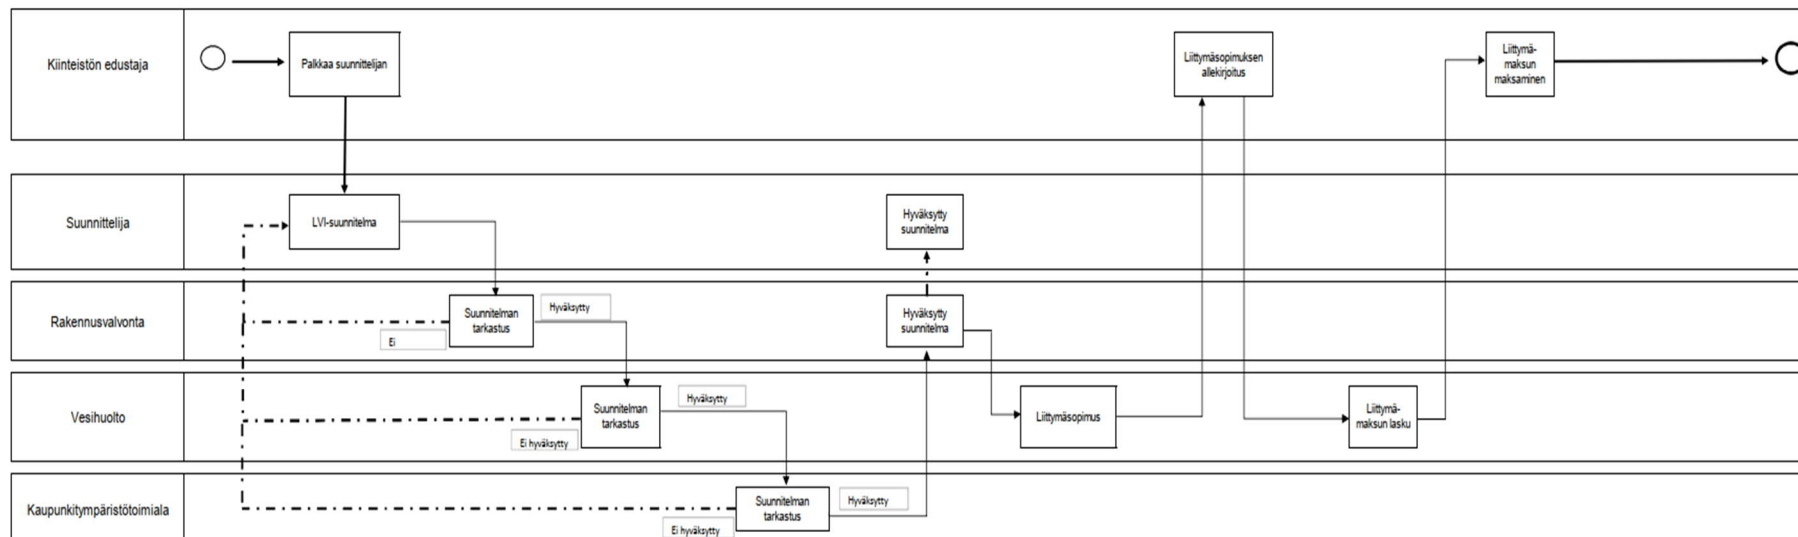 Kiinteistön edustaja
Palkkaa suunnittelijan
Liittymäsopimuksen
allekirjoitus
Liittymä-
maksun
maksaminen
Suunnittelija
LVI-suunnitelma
Hyväksytty
suunnitelma
Rakennusvalvonta
Suunnitelman
tarkastus
Hyväksytty
Ei
Hyväksytty
suunnitelma
Vesihuolto
Suunnitelman
tarkastus
Hyväksytty
Ei hyväksytty
Liittymäsopimus
Liittymä-
maksun lasku
Kaupunkitympäristötoimiala
Suunnitelman
tarkastus
Hyväksytty
Ei hyväksytty